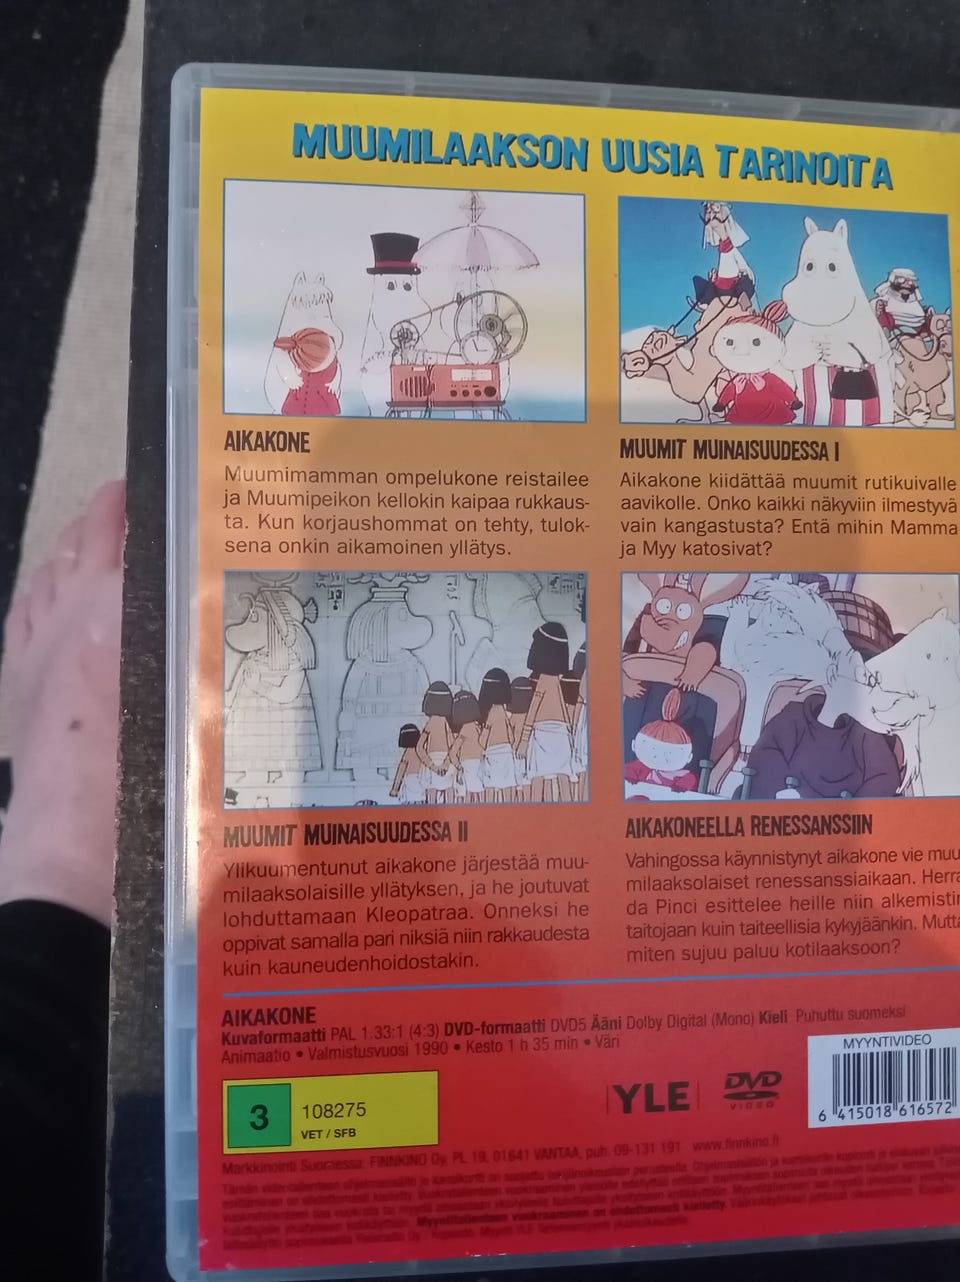 MUUMILAAKSON UUSIA TARINOITA
AIKAKONE
Muumimamman ompelukone reistailee
ja Muumipeikon kellokin kaipaa rukkaus-
ta. Kun korjaushommat on tehty, tulok-
sena onkin aikamoinen yllätys.
MUUMIT MUINAISUUDESSA I
Aikakone kiidättää muumit rutikuivalle
aavikolle. Onko kaikki näkyviin ilmestyvä
vain kangastusta? Entä mihin Mamma
ja Myy katosivat?
MUUMIT MUINAISUUDESSA II
Ylikuumentunut aikakone järjestää muu-
milaaksolaisille yllätyksen, ja he joutuvat
lohduttamaan Kleopatraa. Onneksi he
oppivat samalla pari niksiä niin rakkaudesta
kuin kauneudenhoidostakin.
AIKAKONEELLA RENESSANSSIIN
Vahingossa käynnistynyt aikakone vie muu
milaaksolaiset renessanssiaikaan. Herra
da Pinci esittelee heille niin alkemistin
taitojaan kuin taiteellisia kykyjäänkin. Mutta
miten sujuu paluu kotilaaksoon?
AIKAKONE
Kuvaformaatti PAL 1.33:1 (4:3) DVD-formaatti DVD5 Ääni Dolby Digital (Mono) Kieli Puhuttu suomeksi
Animaatio • Valmistusvuosi 1990 • Kesto 1 h 35 min • Väri
3
108275
VET / SFB
YLE
DVD
VIDEO
MYYNTIVIDEO
6 415018 616572
Markkinointi Suomessa: FINNKINO Oy, PL 19, 01641 VANTAA, puh. 09-131 191 www.finnkino.fi
Myyntitallenteen vuokraaminen on ehdottomasti kielletty.